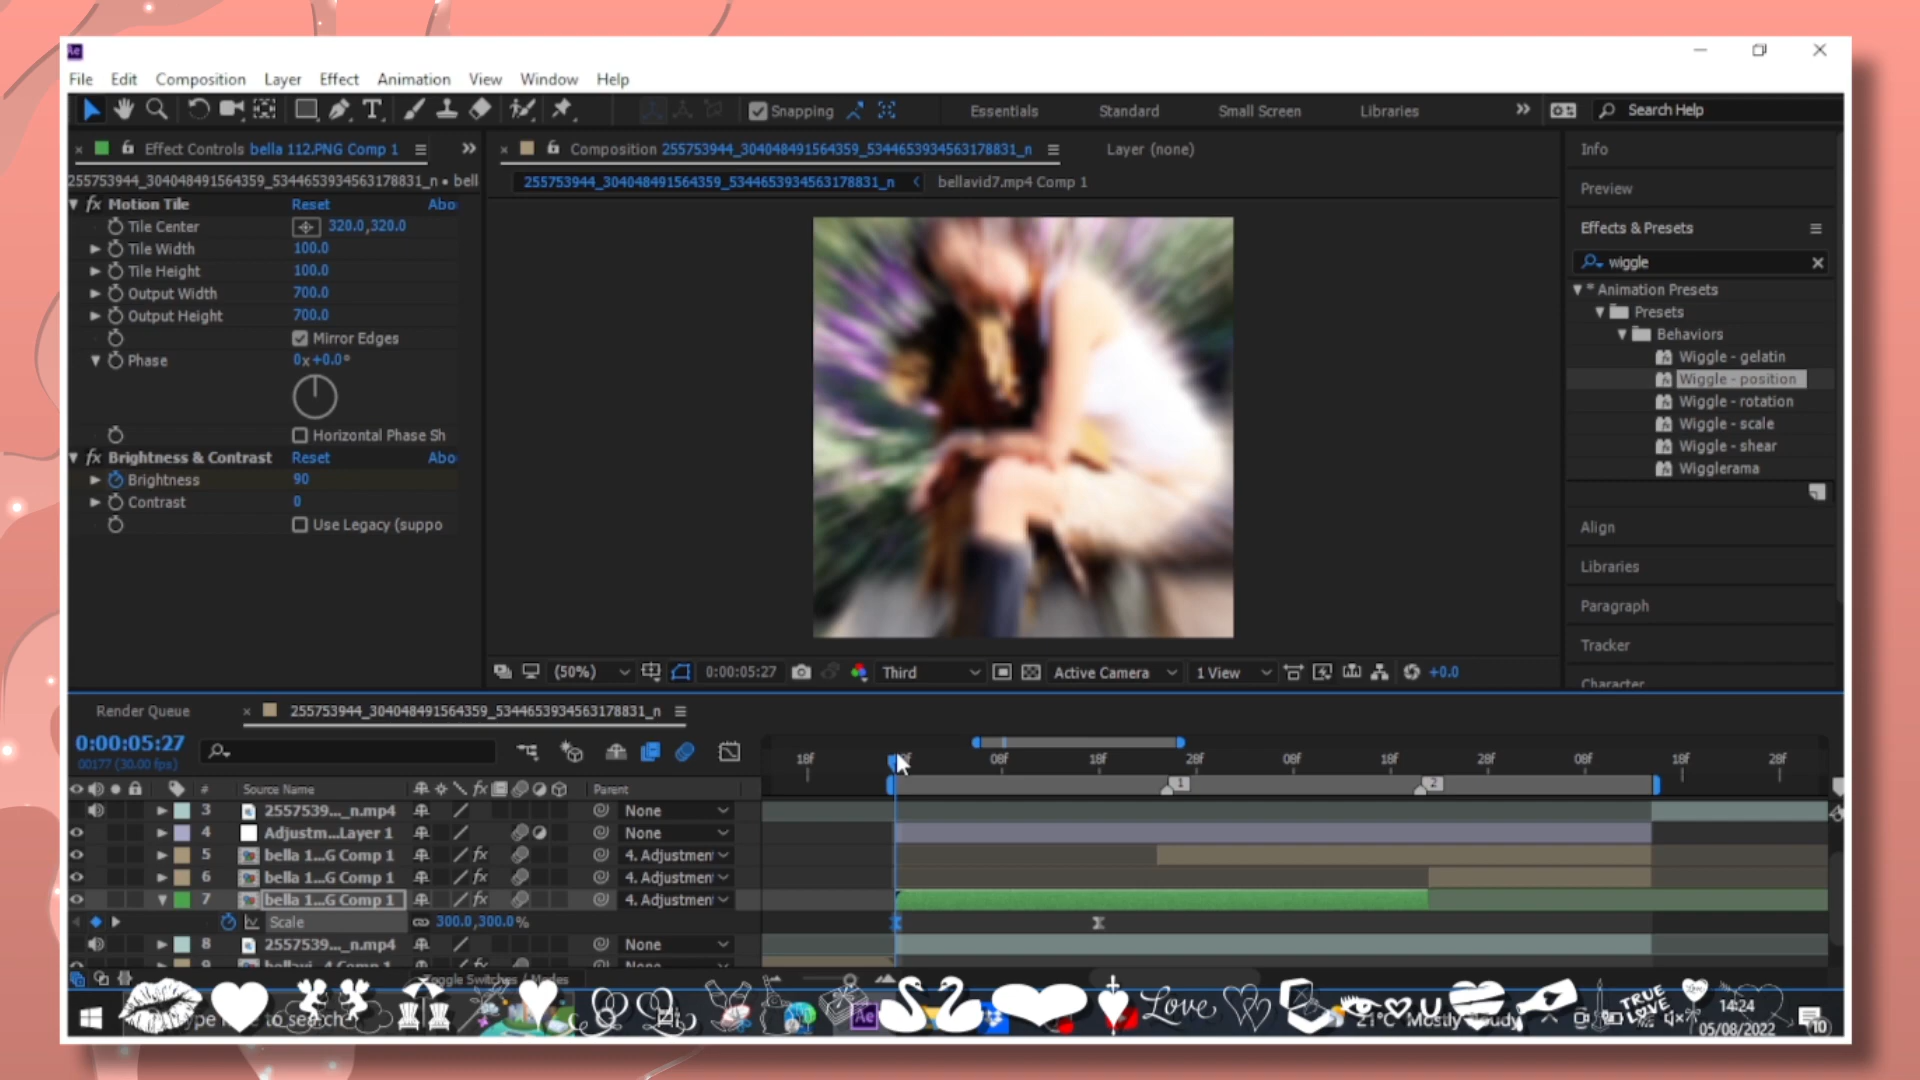 Ae
File Edit Composition Layer Effect Animation View Window Help
Snapping Essentials Standard Small Screen Libraries Search Help
Effect Controls bella 112.PNG Comp 1
255753944_304048491564359_5344653934563178831_n • bell
Motion Tile Reset Abo
Tile Center 320.0,320.0
Tile Width 100.0
Tile Height 100.0
Output Width 700.0
Output Height 700.0
Mirror Edges
Phase 0x+0.0°
Horizontal Phase Sh
Brightness & Contrast Reset Abo
Brightness 90
Contrast 0
Use Legacy (suppo
Composition 255753944_304048491564359_5344653934563178831_n Layer (none)
255753944_304048491564359_5344653934563178831_n bellavid7.mp4 Comp 1
(50%) 0:00:05:27 Third Active Camera 1 View +0.0
Info
Preview
Effects & Presets
wiggle
* Animation Presets
Presets
Behaviors
Wiggle - gelatin
Wiggle - position
Wiggle - rotation
Wiggle - scale
Wiggle - shear
Wigglerama
Align
Libraries
Paragraph
Tracker
Character
Render Queue 255753944_304048491564359_5344653934563178831_n
0:00:05:27
00177 (30.00 fps)
18f 08f 18f 28f 08f 18f 28f 08f 18f 28f
1 2
# Source Name fx Parent
3 2557539..._n.mp4 None
4 Adjustm...Layer 1 None
5 bella 1...G Comp 1 fx 4. Adjustmen
6 bella 1...G Comp 1 fx 4. Adjustmen
7 bella 1...G Comp 1 fx 4. Adjustmen
Scale 300.0,300.0%
8 2557539..._n.mp4 None
9 bellavi...4 Comp 1 fx None
Toggle Switches / Modes
Love
U
TRUE LOVE
Ae
21°C Mostly cloudy
14:24
05/08/2022
10